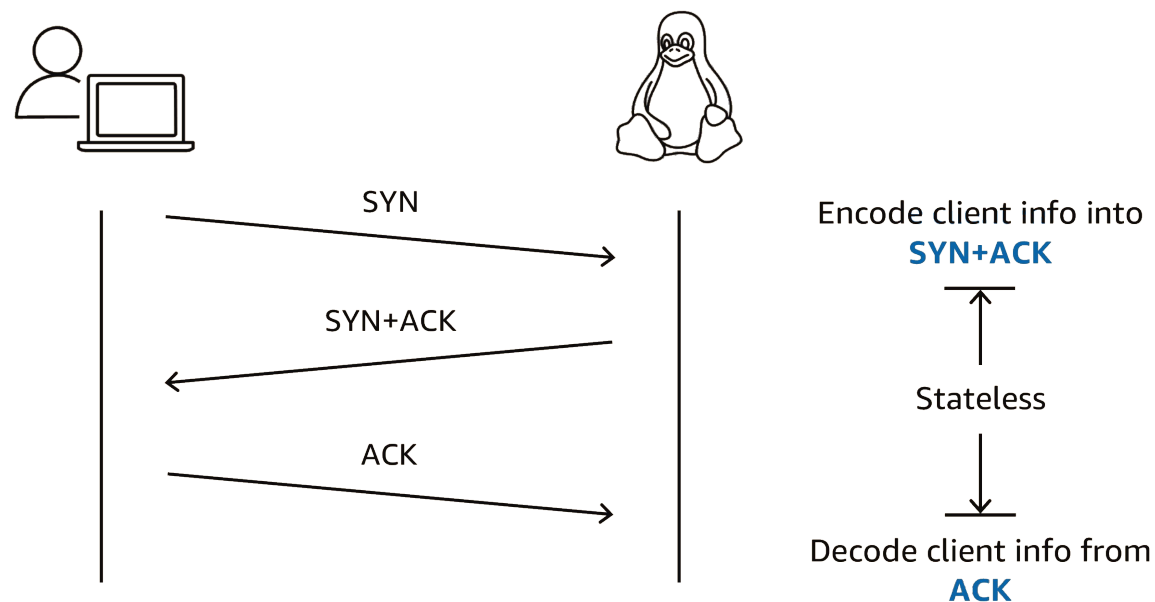 SYN
Encode client info into
SYN+ACK
SYN+ACK
Stateless
ACK
Decode client info from
ACK